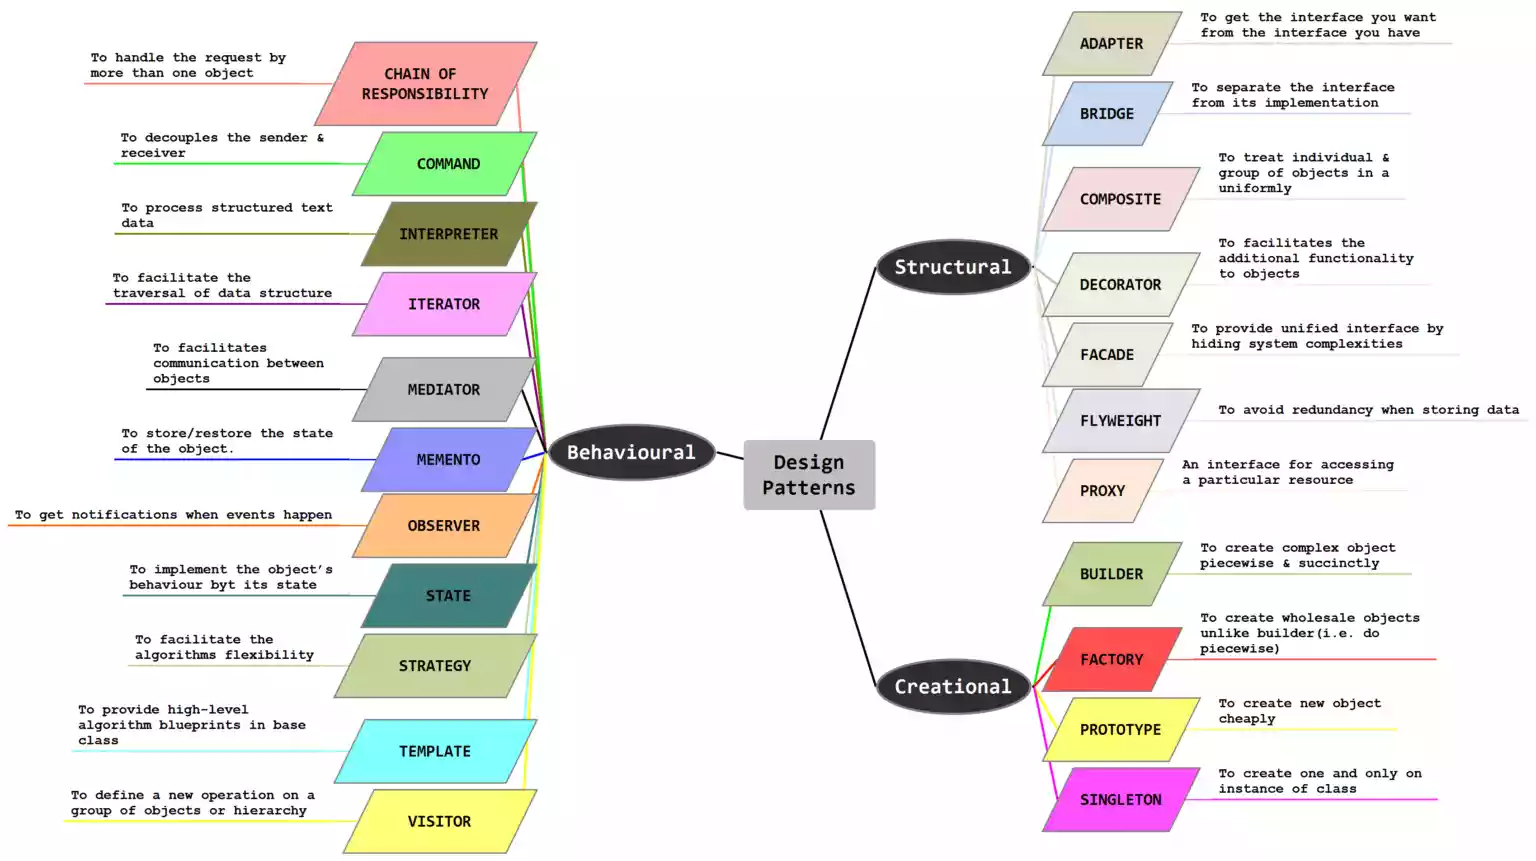 To handle the request by
more than one object
CHAIN OF
RESPONSIBILITY
To decouples the sender &
receiver
COMMAND
To process structured text
data
INTERPRETER
To facilitate the
traversal of data structure
ITERATOR
To facilitates
communication between
objects
MEDIATOR
To store/restore the state
of the object.
MEMENTO
To get notifications when events happen
OBSERVER
To implement the object's
behaviour byt its state
STATE
To facilitate the
algorithms flexibility
STRATEGY
To provide high-level
algorithm blueprints in base
class
TEMPLATE
To define a new operation on a
group of objects or hierarchy
VISITOR
Behavioural
Design
Patterns
Structural
ADAPTER
To get the interface you want
from the interface you have
BRIDGE
To separate the interface
from its implementation
COMPOSITE
To treat individual &
group of objects in a
uniformly
DECORATOR
To facilitates the
additional functionality
to objects
FACADE
To provide unified interface by
hiding system complexities
FLYWEIGHT
To avoid redundancy when storing data
PROXY
An interface for accessing
a particular resource
Creational
BUILDER
To create complex object
piecewise & succinctly
FACTORY
To create wholesale objects
unlike builder(i.e. do
piecewise)
PROTOTYPE
To create new object
cheaply
SINGLETON
To create one and only on
instance of class